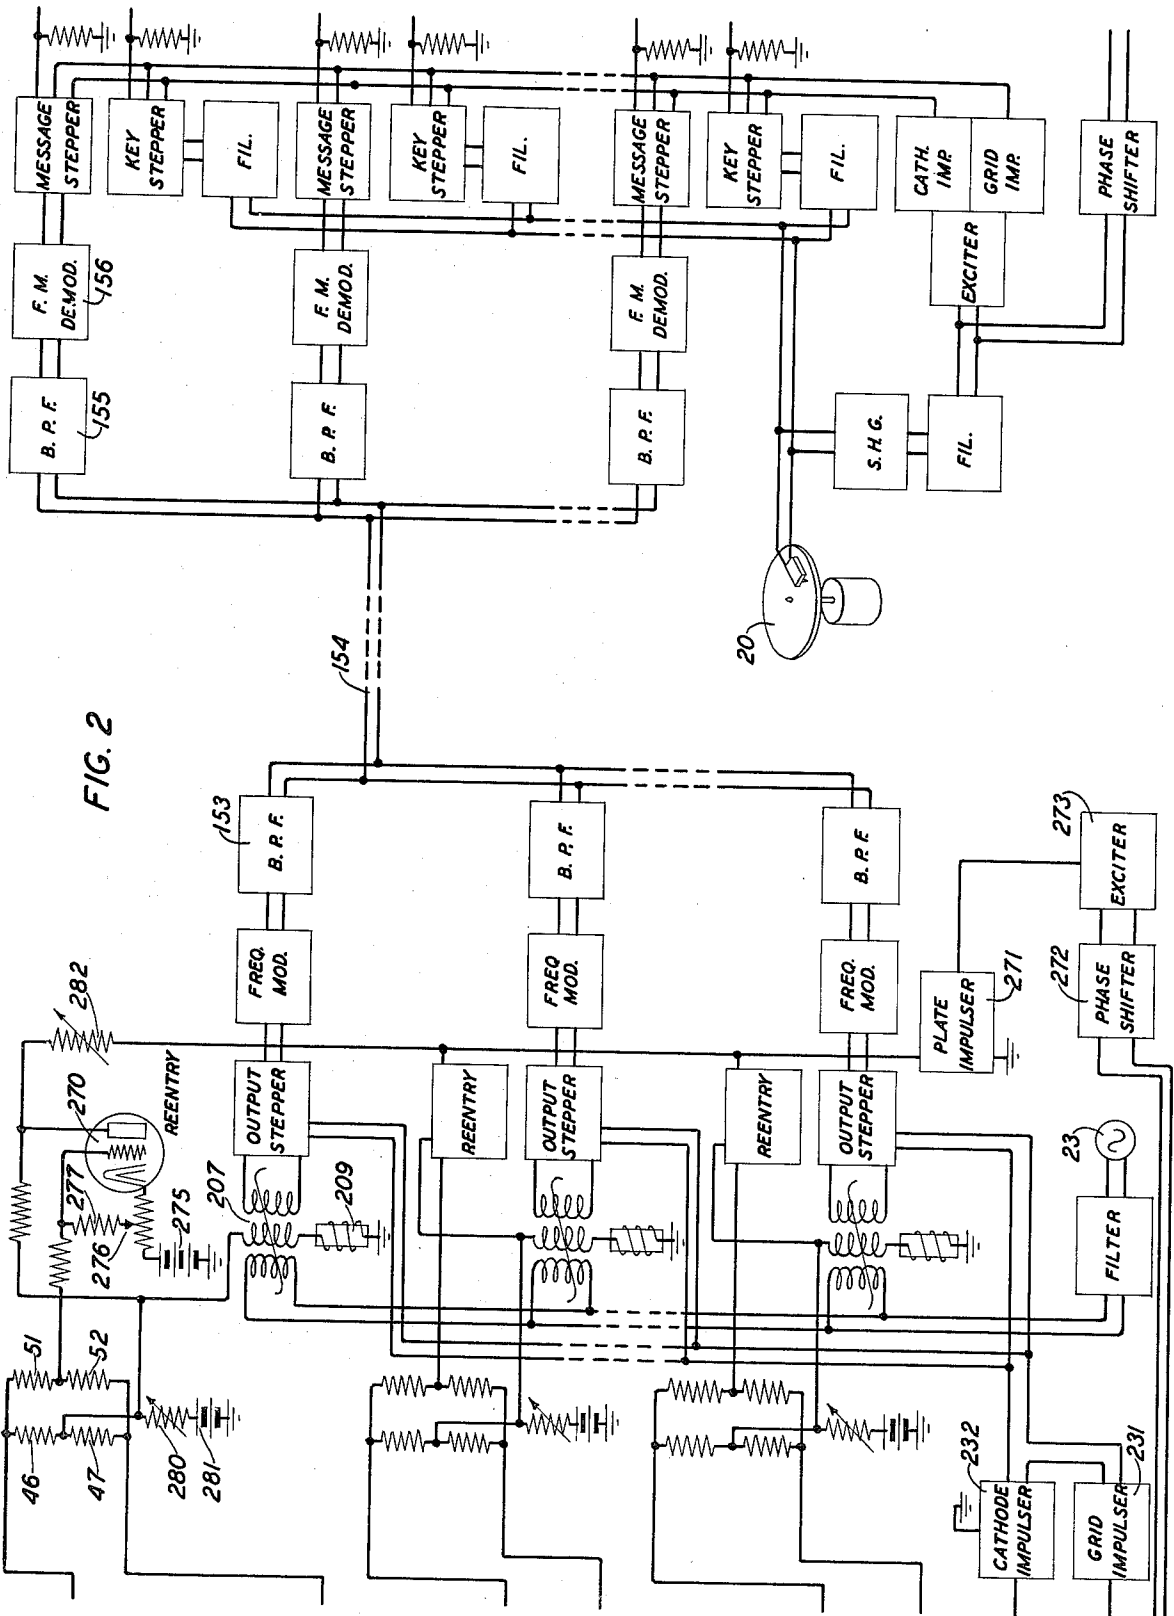 FIG. 2
51
52
46
47
280
281
282
270
277
276
275
REENTRY
207
209
OUTPUT
STEPPER
FREQ.
MOD.
B. P. F.
153
154
B. P. F.
155
F. M.
DEMOD.
156
MESSAGE
STEPPER
KEY
STEPPER
FIL.
REENTRY
OUTPUT
STEPPER
FREQ
MOD.
B. P. F.
B. P. F.
F. M.
DEMOD.
MESSAGE
STEPPER
KEY
STEPPER
FIL.
REENTRY
OUTPUT
STEPPER
FREQ.
MOD.
B. P. F.
B. P. F.
F. M.
DEMOD.
MESSAGE
STEPPER
KEY
STEPPER
FIL.
20
S. H. G.
FIL.
EXCITER
CATH.
IMP.
GRID
IMP.
PHASE
SHIFTER
CATHODE
IMPULSER
232
GRID
IMPULSER
231
FILTER
23
PLATE
IMPULSER
271
PHASE
SHIFTER
272
EXCITER
273